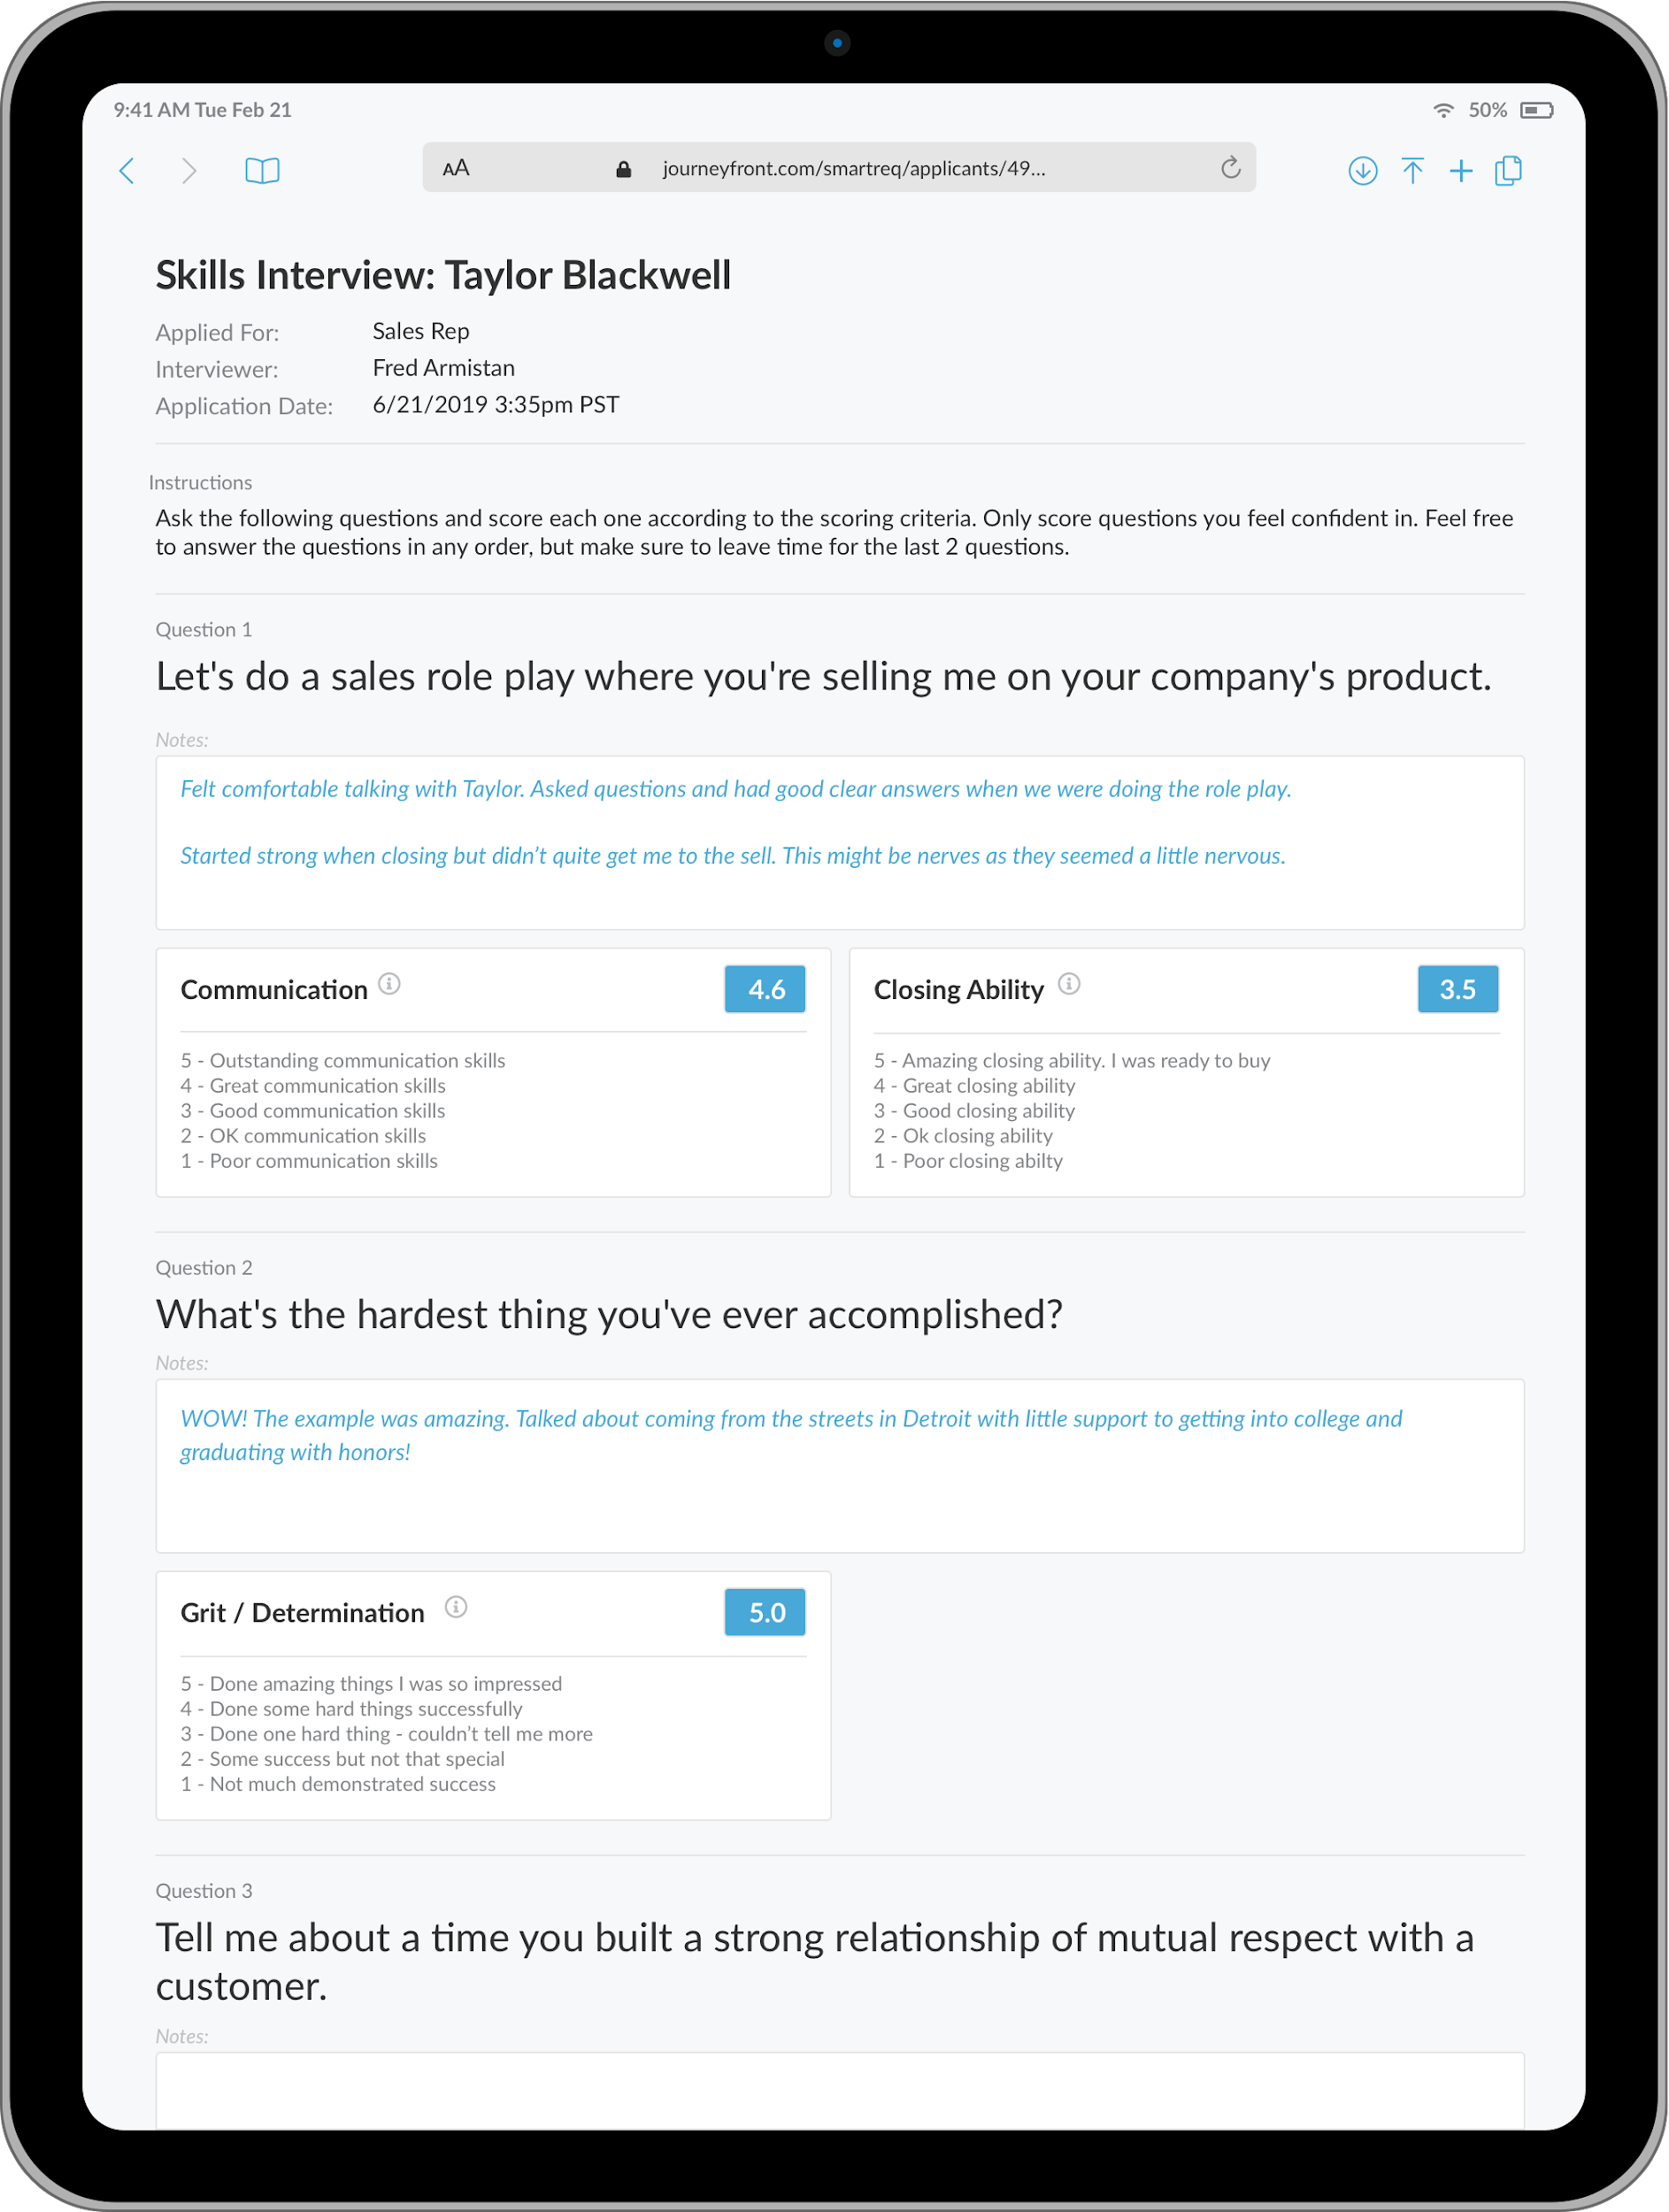 9:41 AM Tue Feb 21
50%
AA
journeyfront.com/smartreq/applicants/49...
Skills Interview: Taylor Blackwell
Applied For: Sales Rep
Interviewer: Fred Armistan
Application Date: 6/21/2019 3:35pm PST
Instructions
Ask the following questions and score each one according to the scoring criteria. Only score questions you feel confident in. Feel free
to answer the questions in any order, but make sure to leave time for the last 2 questions.
Question 1
Let's do a sales role play where you're selling me on your company's product.
Notes:
Felt comfortable talking with Taylor. Asked questions and had good clear answers when we were doing the role play.
Started strong when closing but didn’t quite get me to the sell. This might be nerves as they seemed a little nervous.
Communication 4.6
5 - Outstanding communication skills
4 - Great communication skills
3 - Good communication skills
2 - OK communication skills
1 - Poor communication skills
Closing Ability 3.5
5 - Amazing closing ability. I was ready to buy
4 - Great closing ability
3 - Good closing ability
2 - Ok closing ability
1 - Poor closing abilty
Question 2
What's the hardest thing you've ever accomplished?
Notes:
WOW! The example was amazing. Talked about coming from the streets in Detroit with little support to getting into college and
graduating with honors!
Grit / Determination 5.0
5 - Done amazing things I was so impressed
4 - Done some hard things successfully
3 - Done one hard thing - couldn’t tell me more
2 - Some success but not that special
1 - Not much demonstrated success
Question 3
Tell me about a time you built a strong relationship of mutual respect with a
customer.
Notes: